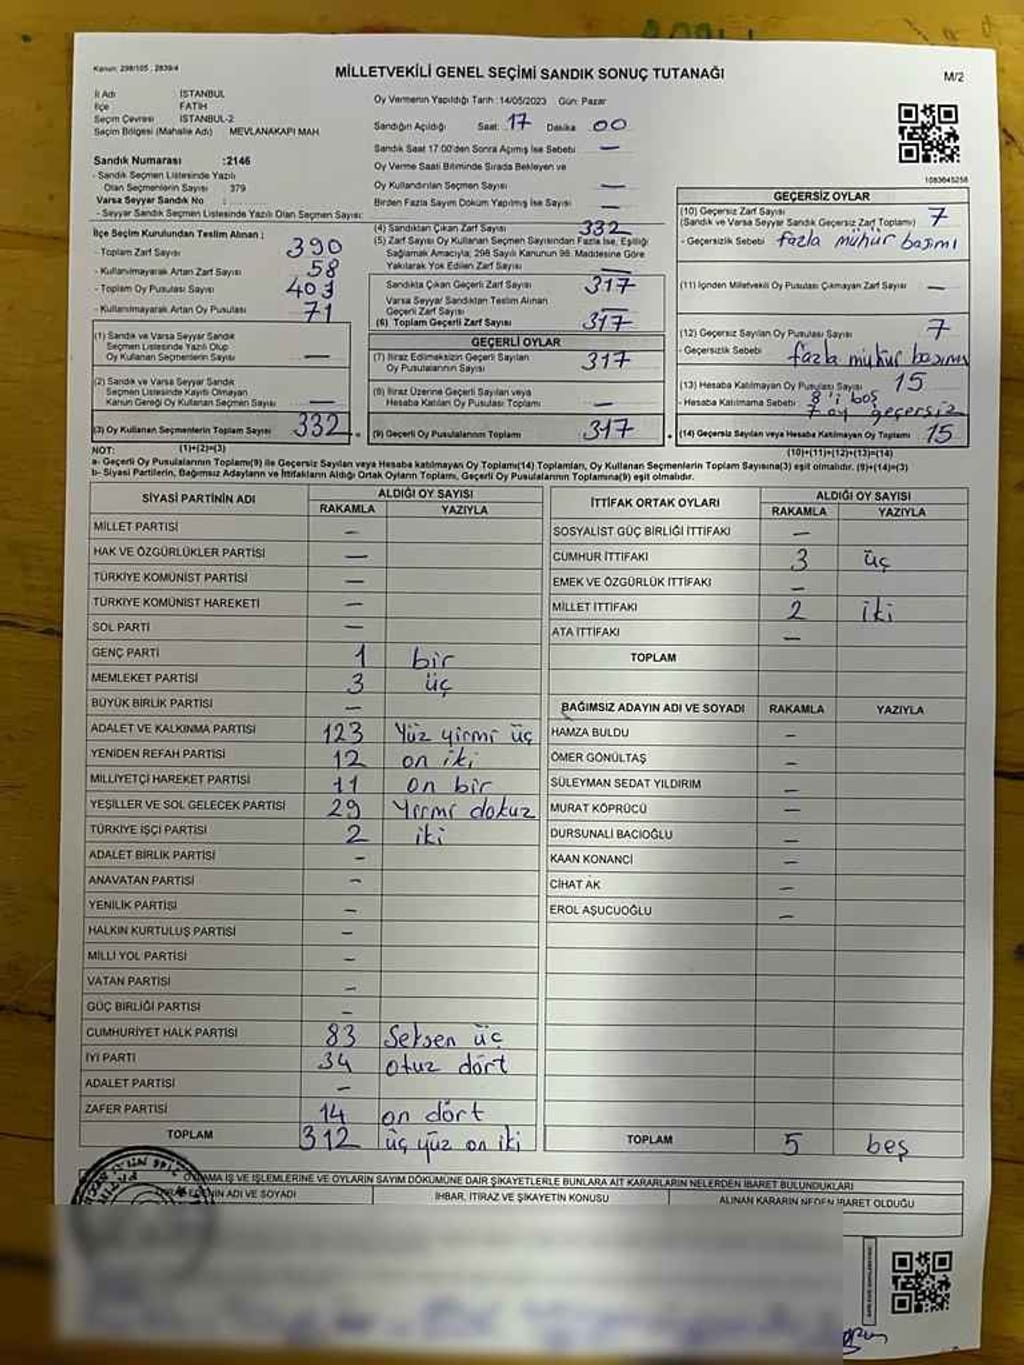 Kanun: 298/105 , 2839/4
MİLLETVEKİLİ GENEL SEÇİMİ SANDIK SONUÇ TUTANAĞI
M/2
İl Adı : İSTANBUL
İlçe : FATİH
Seçim Çevresi : İSTANBUL-2
Seçim Bölgesi (Mahalle Adı) MEVLANAKAPI MAH.
Sandık Numarası :2146
- Sandık Seçmen Listesinde Yazılı
Olan Seçmenlerin Sayısı 379
Varsa Seyyar Sandık No :
- Seyyar Sandık Seçmen Listesinde Yazılı Olan Seçmen Sayısı:
Oy Vermenin Yapıldığı Tarih :14/05/2023 Gün: Pazar
Sandığın Açıldığı Saat: 17 Dakika 00
Sandık Saat 17.00'den Sonra Açılmış İse Sebebi —
Oy Verme Saati Bitiminde Sırada Bekleyen ve
Oy Kullandırılan Seçmen Sayısı —
Birden Fazla Sayım Döküm Yapılmış İse Sayısı —
1083645258
İlçe Seçim Kurulundan Teslim Alınan ;
- Toplam Zarf Sayısı 390
- Kullanılmayarak Artan Zarf Sayısı 58
- Toplam Oy Pusulası Sayısı 403
- Kullanılmayarak Artan Oy Pusulası 71
(1) Sandık ve Varsa Seyyar Sandık
Seçmen Listesinde Yazılı Olup
Oy Kullanan Seçmenlerin Sayısı —
(2) Sandık ve Varsa Seyyar Sandık
Seçmen Listesinde Kayıtlı Olmayan
Kanun Gereği Oy Kullanan Seçmen Sayısı —
(3) Oy Kullanan Seçmenlerin Toplam Sayısı 332
(1)+(2)=(3)
(4) Sandıktan Çıkan Zarf Sayısı 332
(5) Zarf Sayısı Oy Kullanan Seçmen Sayısından Fazla İse, Eşitliği
Sağlamak Amacıyla; 298 Sayılı Kanunun 98. Maddesine Göre
Yakılarak Yok Edilen Zarf Sayısı —
Sandıkta Çıkan Geçerli Zarf Sayısı 317
Varsa Seyyar Sandıktan Teslim Alınan
Geçerli Zarf Sayısı —
(6) Toplam Geçerli Zarf Sayısı 317
GEÇERLİ OYLAR
(7) İtiraz Edilmeksizin Geçerli Sayılan
Oy Pusulalarının Sayısı 317
(8) İtiraz Üzerine Geçerli Sayılan veya
Hesaba Katılan Oy Pusulası Toplamı —
(9) Geçerli Oy Pusulalarının Toplamı 317
GEÇERSİZ OYLAR
(10) Geçersiz Zarf Sayısı 7
(Sandık ve Varsa Seyyar Sandık Geçersiz Zarf Toplamı)
- Geçersizlik Sebebi fazla mühür basımı
(11) İçinden Milletvekili Oy Pusulası Çıkmayan Zarf Sayısı —
(12) Geçersiz Sayılan Oy Pusulası Sayısı 7
- Geçersizlik Sebebi fazla mühür basımı
(13) Hesaba Katılmayan Oy Pusulası Sayısı 15
- Hesaba Katılmama Sebebi 8'i boş
7 oy geçersiz
(14) Geçersiz Sayılan veya Hesaba Katılmayan Oy Toplamı 15
(10)+(11)+(12)+(13)=(14)
NOT:
a- Geçerli Oy Pusulalarının Toplamı(9) ile Geçersiz Sayılan veya Hesaba katılmayan Oy Toplamı(14) Toplamları, Oy Kullanan Seçmenlerin Toplam Sayısına(3) eşit olmalıdır. (9)+(14)=(3)
b- Siyasi Partilerin, Bağımsız Adayların ve İttifakların Aldığı Ortak Oyların Toplamı, Geçerli Oy Pusulalarının Toplamına(9) eşit olmalıdır.
SİYASİ PARTİNİN ADI ALDIĞI OY SAYISI
RAKAMLA YAZIYLA
MİLLET PARTİSİ —
HAK VE ÖZGÜRLÜKLER PARTİSİ —
TÜRKİYE KOMÜNİST PARTİSİ —
TÜRKİYE KOMÜNİST HAREKETİ —
SOL PARTİ —
GENÇ PARTİ 1 bir
MEMLEKET PARTİSİ 3 üç
BÜYÜK BİRLİK PARTİSİ —
ADALET VE KALKINMA PARTİSİ 123 Yüz yirmi üç
YENİDEN REFAH PARTİSİ 12 on iki
MİLLİYETÇİ HAREKET PARTİSİ 11 on bir
YEŞİLLER VE SOL GELECEK PARTİSİ 29 Yirmi dokuz
TÜRKİYE İŞÇİ PARTİSİ 2 iki
ADALET BİRLİK PARTİSİ —
ANAVATAN PARTİSİ —
YENİLİK PARTİSİ —
HALKIN KURTULUŞ PARTİSİ —
MİLLİ YOL PARTİSİ —
VATAN PARTİSİ —
GÜÇ BİRLİĞİ PARTİSİ —
CUMHURİYET HALK PARTİSİ 83 Seksen üç
İYİ PARTİ 34 otuz dört
ADALET PARTİSİ —
ZAFER PARTİSİ 14 on dört
TOPLAM 312 üç yüz on iki
İTTİFAK ORTAK OYLARI ALDIĞI OY SAYISI
RAKAMLA YAZIYLA
SOSYALİST GÜÇ BİRLİĞİ İTTİFAKI —
CUMHUR İTTİFAKI 3 üç
EMEK VE ÖZGÜRLÜK İTTİFAKI —
MİLLET İTTİFAKI 2 iki
ATA İTTİFAKI —
TOPLAM
BAĞIMSIZ ADAYIN ADI VE SOYADI RAKAMLA YAZIYLA
HAMZA BULDU —
ÖMER GÖNÜLTAŞ —
SÜLEYMAN SEDAT YILDIRIM —
MURAT KÖPRÜCÜ —
DURSUNALİ BACIOĞLU —
KAAN KONANCİ —
CİHAT AK —
EROL AŞUCUOĞLU —
TOPLAM 5 beş
OYLAMA İŞ VE İŞLEMLERİNE VE OYLARIN SAYIM DÖKÜMÜNE DAİR ŞİKAYETLERLE BUNLARA AİT KARARLARIN NELERDEN İBARET BULUNDUKLARI
ADI VE SOYADI İHBAR, İTİRAZ VE ŞİKAYETİN KONUSU ALINAN KARARIN NEDEN İBARET OLDUĞU